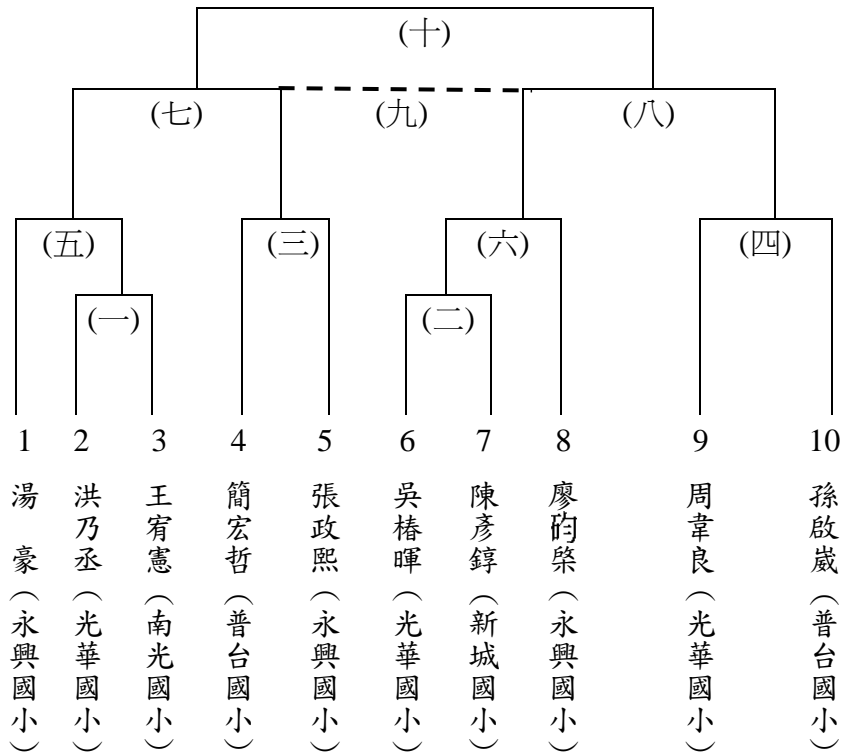 (十)
(七) (九) (八)
(五) (三) (六) (四)
(一) (二)
1 2 3 4 5 6 7 8 9 10
湯 豪(永興國小)
洪乃丞(光華國小)
王宥憲(南光國小)
簡宏哲(普台國小)
張政熙(永興國小)
吳椿暉(光華國小)
陳彥錞(新城國小)
廖畇棨(永興國小)
周韋良(光華國小)
孫啟崴(普台國小)